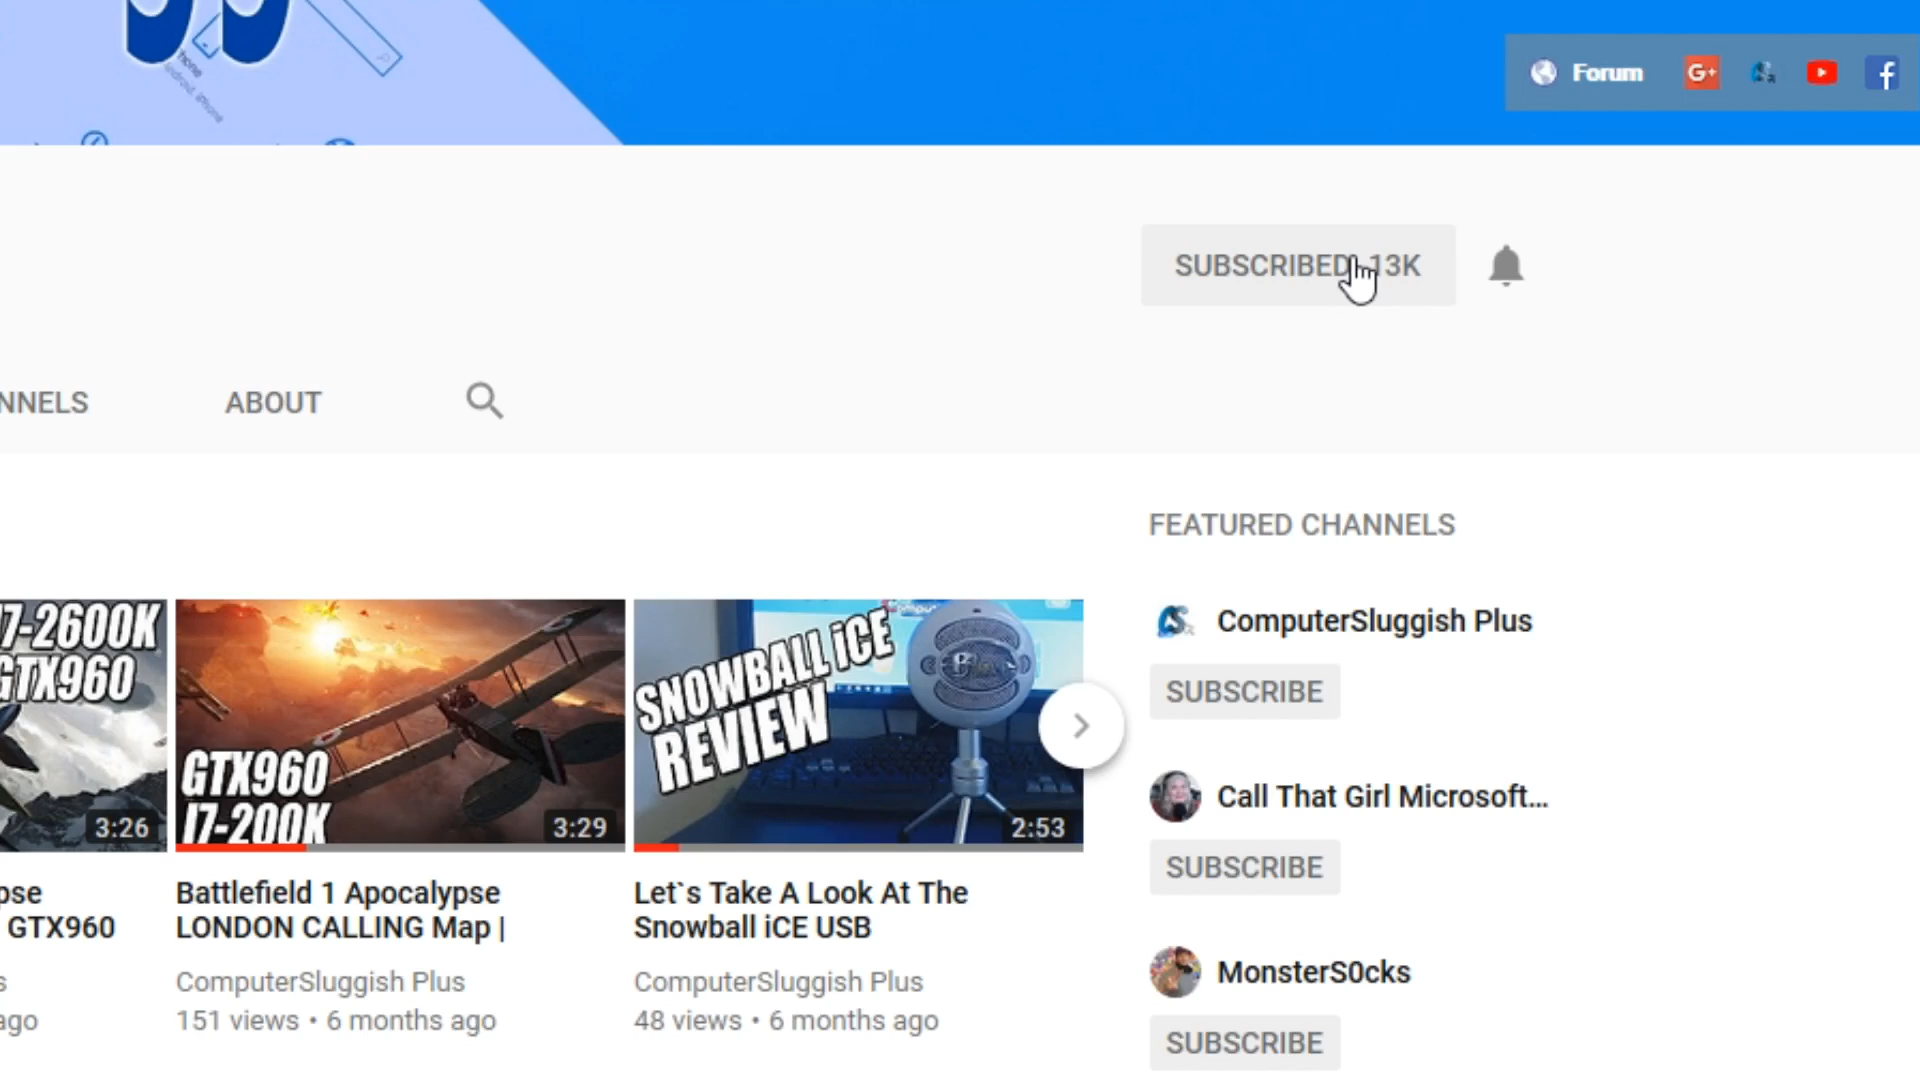 Forum
G+
f
SUBSCRIBED 13K
NNELS
ABOUT
FEATURED CHANNELS
I7-2600K
GTX960
3:26
GTX960
I7-200K
3:29
SNOWBALL iCE
REVIEW
2:53
ComputerSluggish Plus
SUBSCRIBE
Call That Girl Microsoft...
SUBSCRIBE
MonsterS0cks
SUBSCRIBE
pse
GTX960
s
ago
Battlefield 1 Apocalypse
LONDON CALLING Map |
ComputerSluggish Plus
151 views • 6 months ago
Let`s Take A Look At The
Snowball iCE USB
ComputerSluggish Plus
48 views • 6 months ago